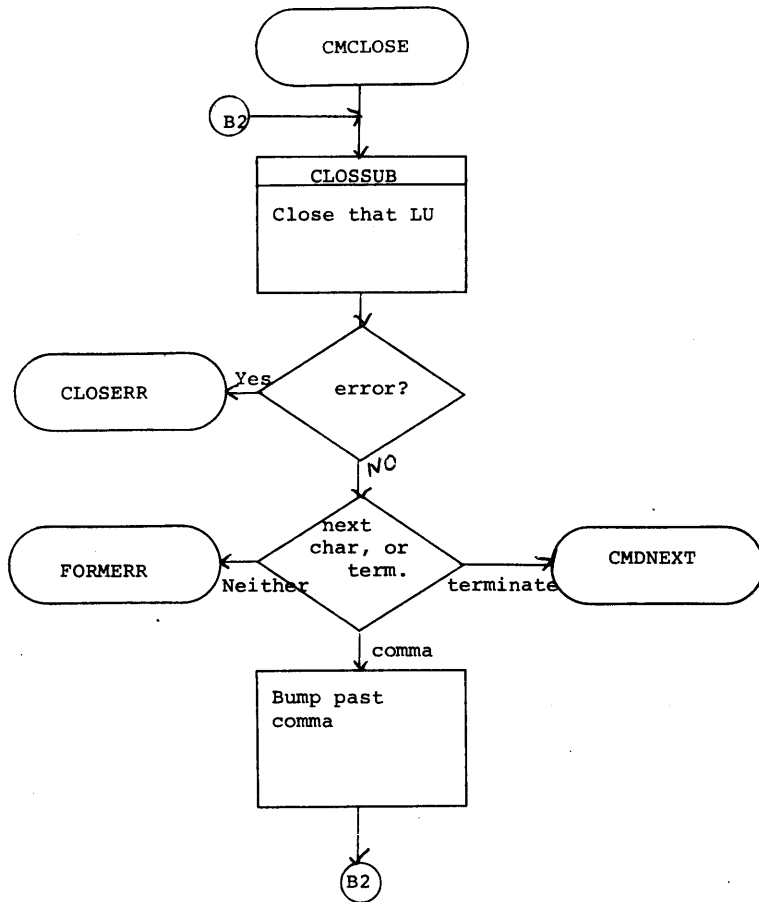 CMCLOSE
B2
CLOSSUB
Close that LU
Yes
error?
CLOSERR
NO
next
char, or
term.
FORMERR
Neither
terminate
CMDNEXT
comma
Bump past
comma
B2